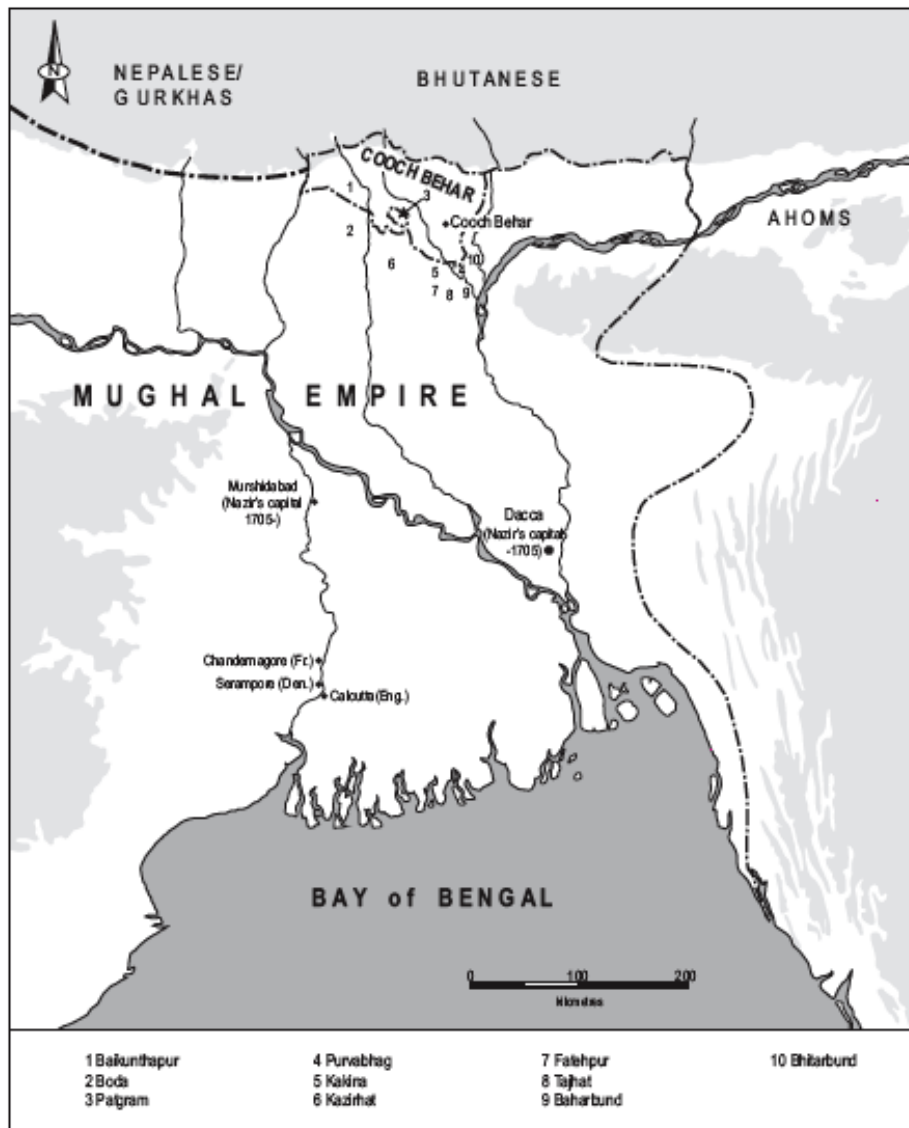 N
NEPALESE/
GURKHAS
BHUTANESE
COOCH BEHAR
1
3
Cooch Behar
AHOMS
2
6
5
10
7
8
9
MUGHAL EMPIRE
Murshidabad
(Nazir's capital
1705-)
Dacca
(Nazir's capital
-1705)
Chandernagore (Fr.)
Serampore (Den.)
Calcutta (Eng.)
BAY of BENGAL
0 100 200
kilometres
1 Baikunthapur
2 Boda
3 Patgram
4 Purvabhag
5 Kakina
6 Kazirhat
7 Fatehpur
8 Tajhat
9 Baharbund
10 Bhitarbund